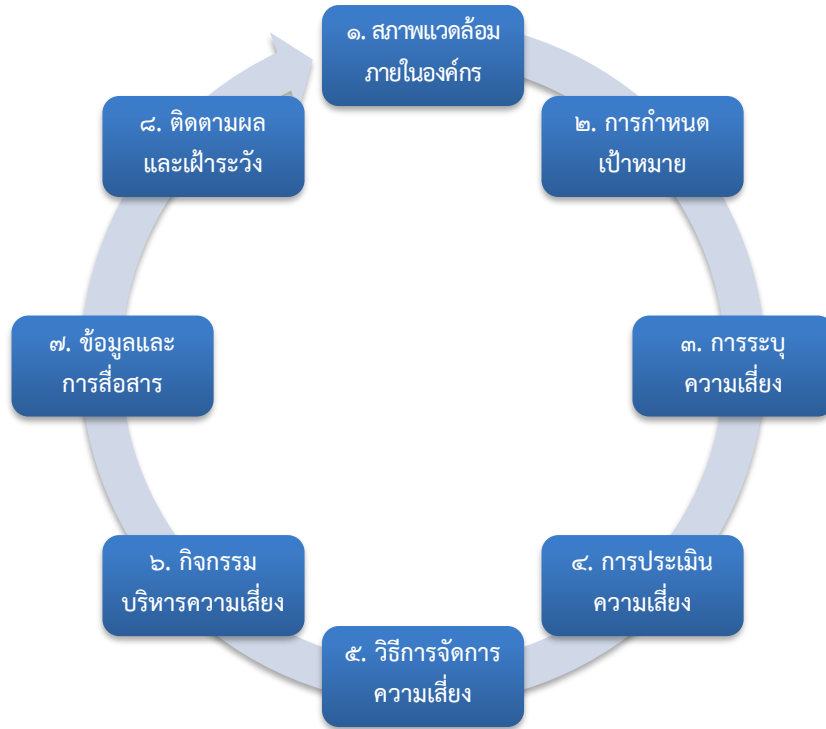 ๑. สภาพแวดล้อม
ภายในองค์กร
๒. การกำหนด
เป้าหมาย
๓. การระบุ
ความเสี่ยง
๔. การประเมิน
ความเสี่ยง
๕. วิธีการจัดการ
ความเสี่ยง
๖. กิจกรรม
บริหารความเสี่ยง
๗. ข้อมูลและ
การสื่อสาร
๘. ติดตามผล
และเฝ้าระวัง